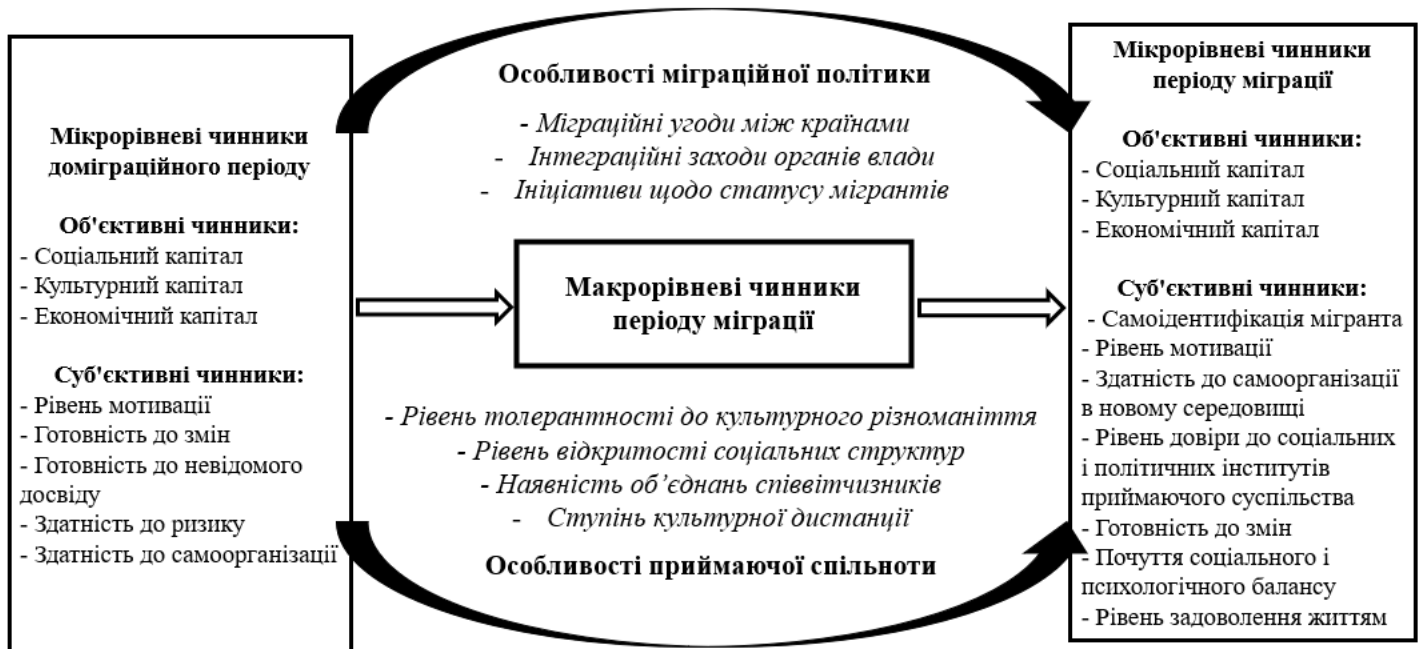 Мікрорівневі чинники
доміграційного періоду
Об'єктивні чинники:
- Соціальний капітал
- Культурний капітал
- Економічний капітал
Суб'єктивні чинники:
- Рівень мотивації
- Готовність до змін
- Готовність до невідомого
досвіду
- Здатність до ризику
- Здатність до самоорганізації
Особливості міграційної політики
- Міграційні угоди між країнами
- Інтеграційні заходи органів влади
- Ініціативи щодо статусу мігрантів
Макрорівневі чинники
періоду міграції
- Рівень толерантності до культурного різноманіття
- Рівень відкритості соціальних структур
- Наявність об’єднань співвітчизників
- Ступінь культурної дистанції
Особливості приймаючої спільноти
Мікрорівневі чинники
періоду міграції
Об'єктивні чинники:
- Соціальний капітал
- Культурний капітал
- Економічний капітал
Суб'єктивні чинники:
- Самоідентифікація мігранта
- Рівень мотивації
- Здатність до самоорганізації
в новому середовищі
- Рівень довіри до соціальних
і політичних інститутів
приймаючого суспільства
- Готовність до змін
- Почуття соціального і
психологічного балансу
- Рівень задоволення життям